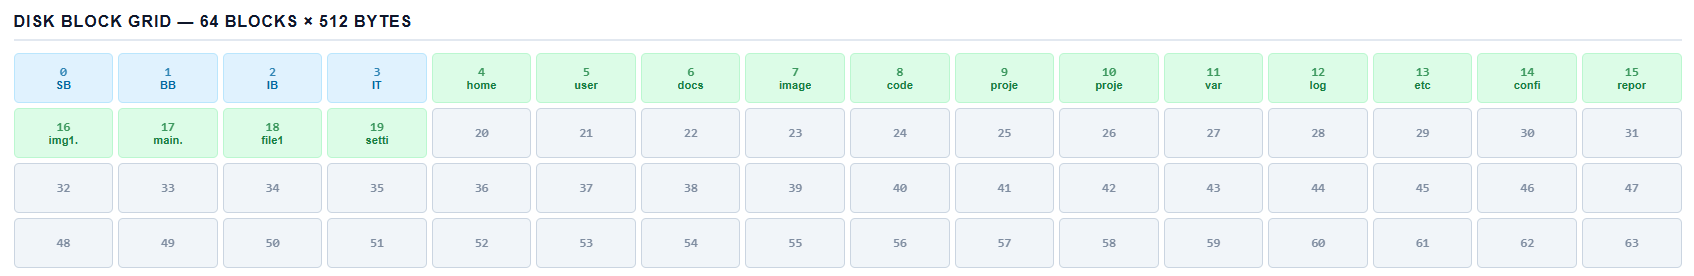 DISK BLOCK GRID — 64 BLOCKS × 512 BYTES
0 1 2 3 4 5 6 7 8 9 10 11 12 13 14 15
SB BB IB IT home user docs image code proje proje var log etc confi repor
16 17 18 19 20 21 22 23 24 25 26 27 28 29 30 31
img1. main. file1 setti
32 33 34 35 36 37 38 39 40 41 42 43 44 45 46 47
48 49 50 51 52 53 54 55 56 57 58 59 60 61 62 63